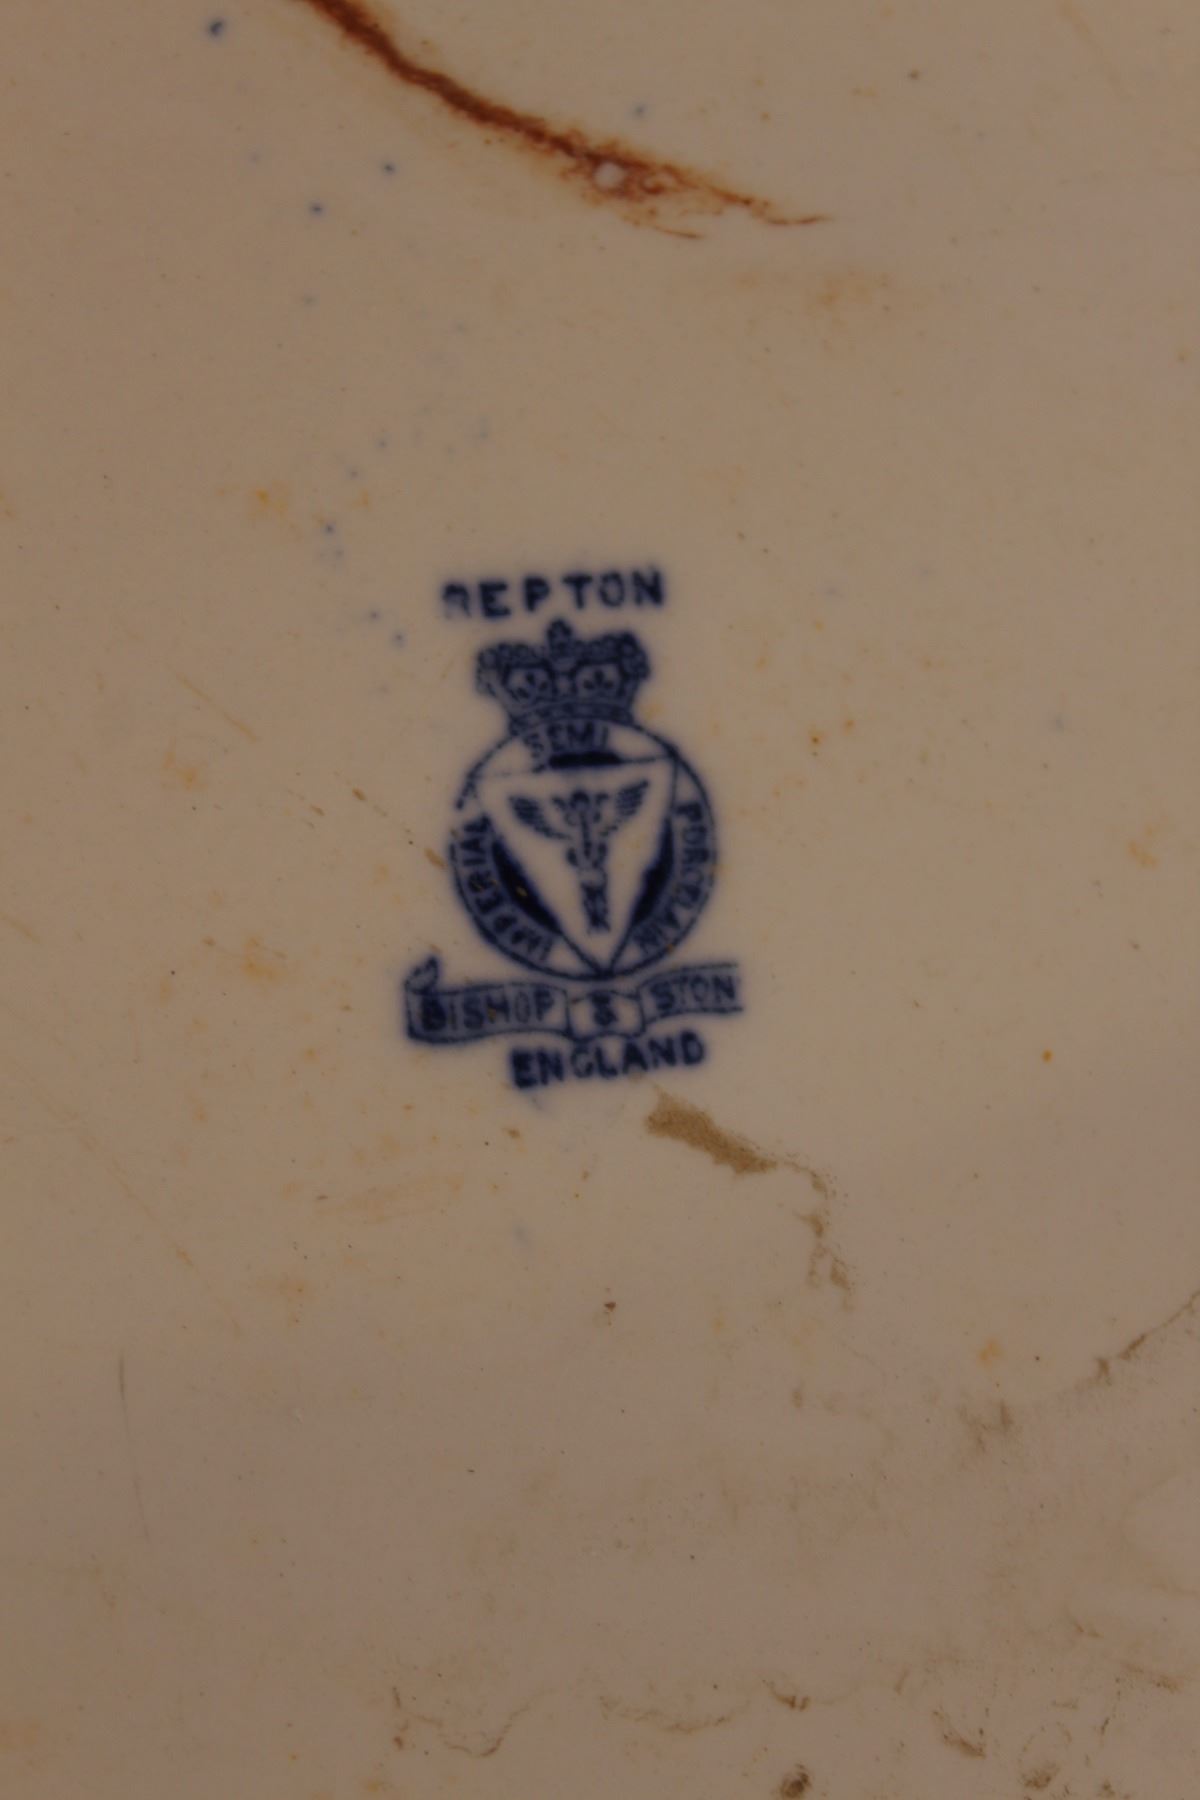 REPTON
SEMI
IMPERIAL
PORCELAIN
BISHOP & STON
ENGLAND